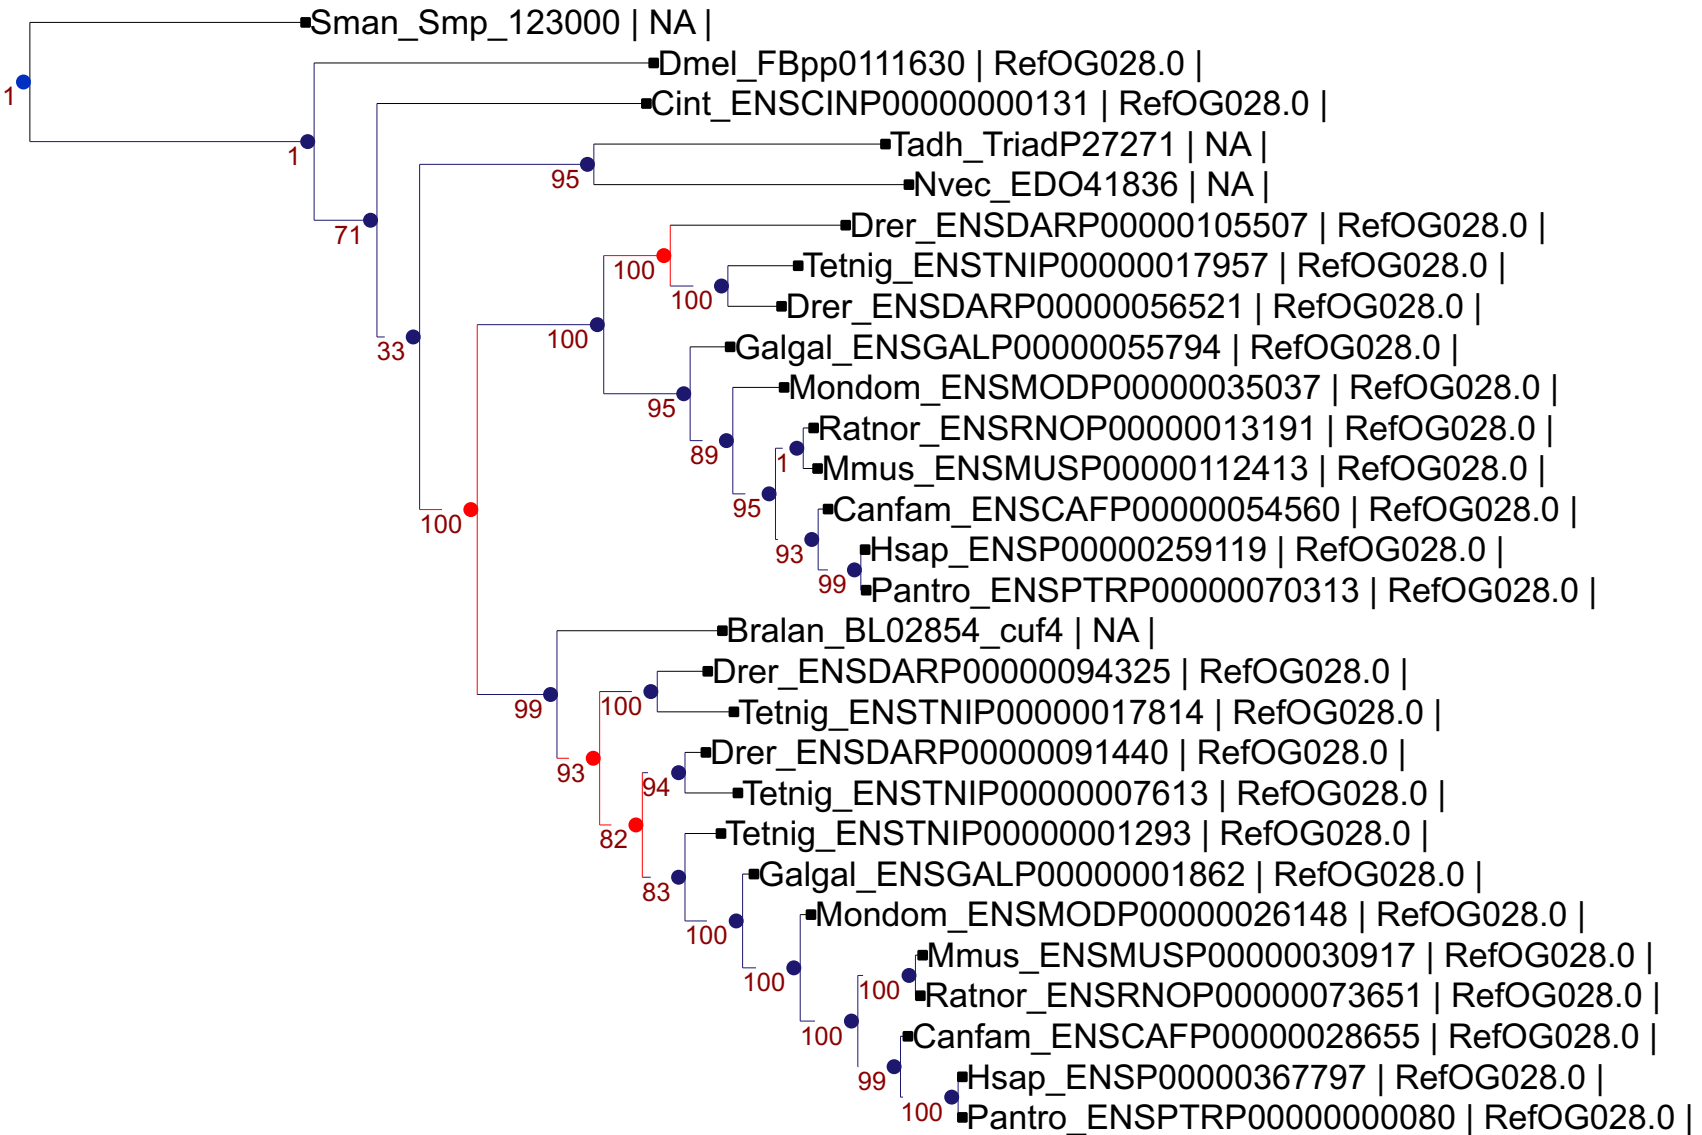 Sman_Smp_123000 | NA |
Dmel_FBpp0111630 | RefOG028.0 |
1
Cint_ENSCINP00000000131 | RefOG028.0 |
Tadh_TriadP27271 | NA |
1
95
Nvec_EDO41836 | NA |
Drer_ENSDARP00000105507 | RefOG028.0 |
71
Tetnig_ENSTNIP00000017957 | RefOG028.0 |
100
100
Drer_ENSDARP00000056521 | RefOG028.0 |
100
Galgal_ENSGALP00000055794 | RefOG028.0 |
33
Mondom_ENSMODP00000035037 | RefOG028.0 |
95
Ratnor_ENSRNOP00000013191 | RefOG028.0 |
89
1
Mmus_ENSMUSP00000112413 | RefOG028.0 |
95
Canfam_ENSCAFP00000054560 | RefOG028.0 |
100
Hsap_ENSP00000259119 | RefOG028.0 |
93
99
Pantro_ENSPTRP00000070313 | RefOG028.0 |
Bralan_BL02854_cuf4 | NA |
Drer_ENSDARP00000094325 | RefOG028.0 |
99
100
Tetnig_ENSTNIP00000017814 | RefOG028.0 |
Drer_ENSDARP00000091440 | RefOG028.0 |
93
94
Tetnig_ENSTNIP00000007613 | RefOG028.0 |
Tetnig_ENSTNIP00000001293 | RefOG028.0 |
82
Galgal_ENSGALP00000001862 | RefOG028.0 |
83
Mondom_ENSMODP00000026148 | RefOG028.0 |
100
Mmus_ENSMUSP00000030917 | RefOG028.0 |
100
100
Ratnor_ENSRNOP00000073651 | RefOG028.0 |
100
Canfam_ENSCAFP00000028655 | RefOG028.0 |
99
Hsap_ENSP00000367797 | RefOG028.0 |
100
Pantro_ENSPTRP00000000080 | RefOG028.0 |